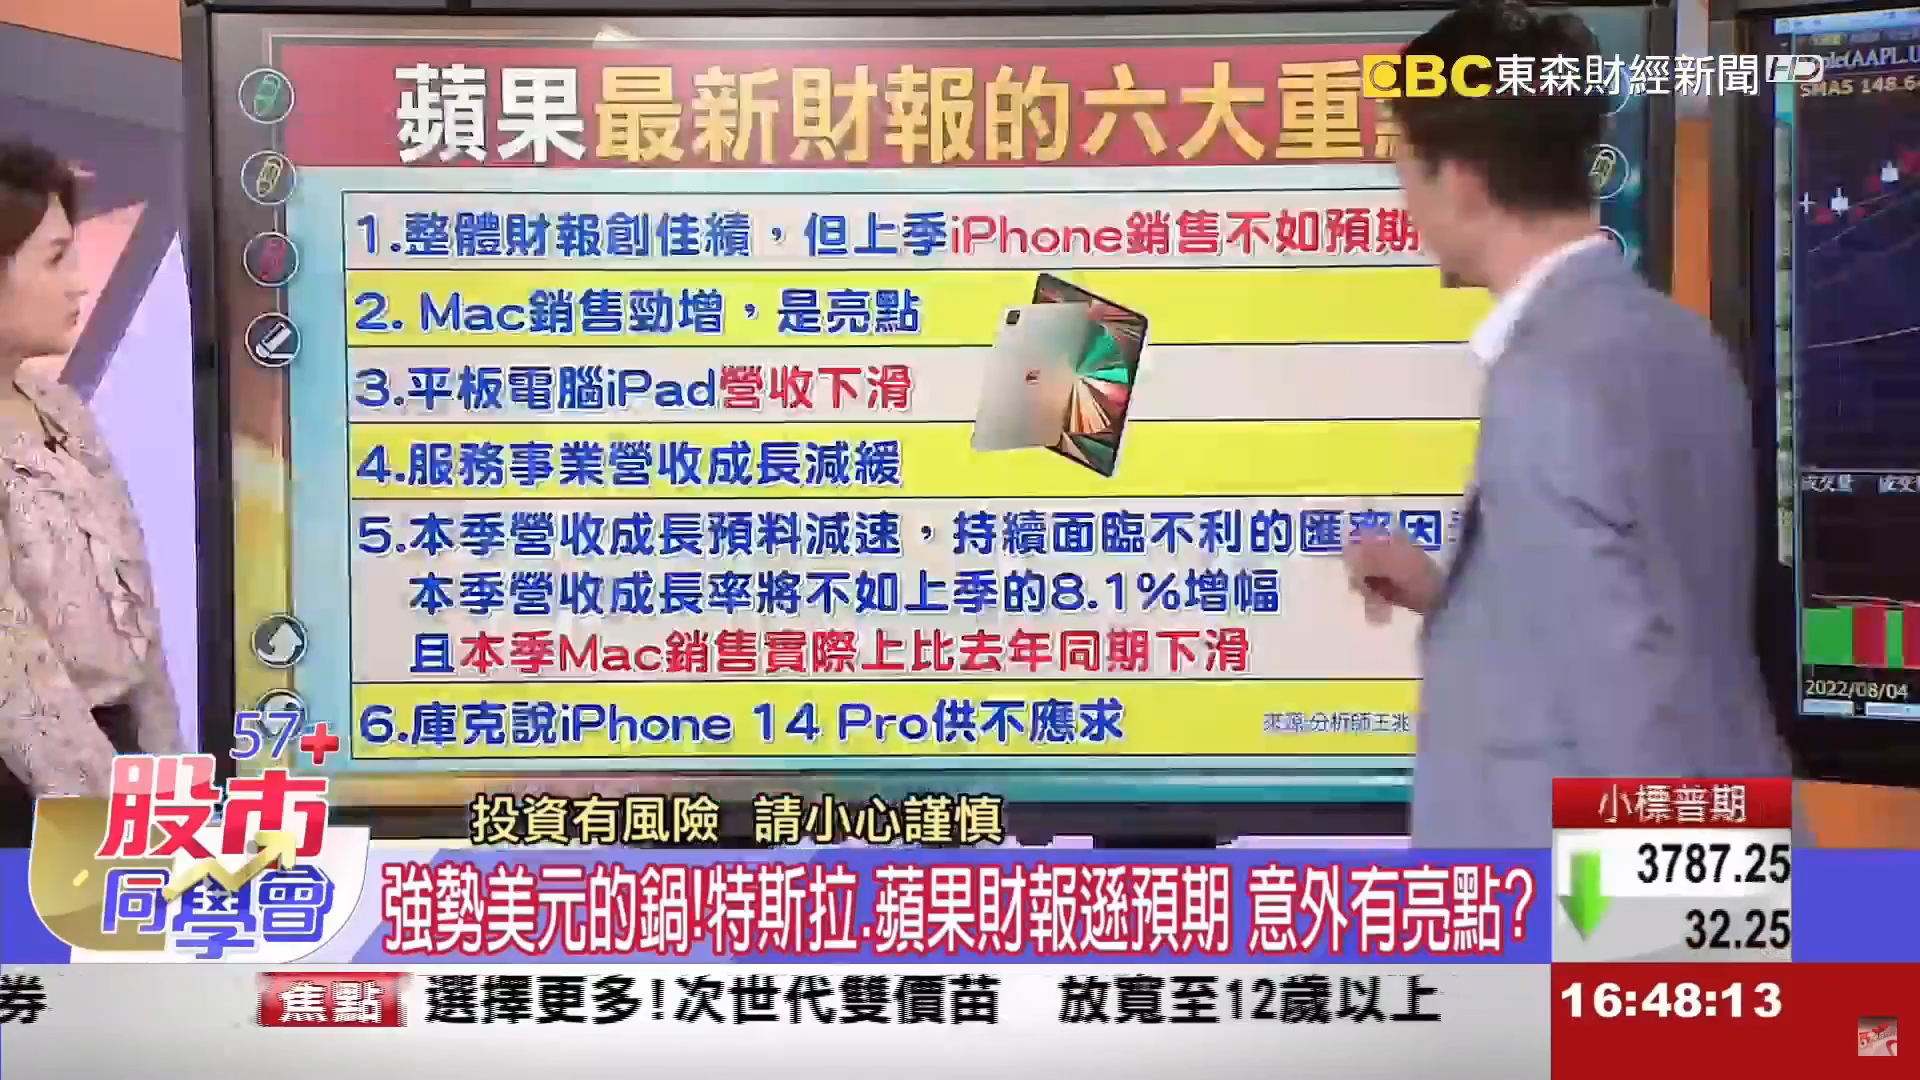 EBC東森財經新聞HD
蘋果最新財報的六大重
1.整體財報創佳績，但上季iPhone銷售不如預期
2. Mac銷售勁增，是亮點
3.平板電腦iPad營收下滑
4.服務事業營收成長減緩
5.本季營收成長預料減速，持續面臨不利的匯率因
本季營收成長率將不如上季的8.1%增幅
且本季Mac銷售實際上比去年同期下滑
6.庫克說iPhone 14 Pro供不應求
來源:分析師王兆
(AAPL.U
SMA5 148.6
成交量
2022/08/04
57+
股市
同學會
投資有風險 請小心謹慎
強勢美元的鍋!特斯拉.蘋果財報遜預期 意外有亮點?
小標普期
3787.25
32.25
券
焦點
選擇更多!次世代雙價苗 放寬至12歲以上
16:48:13